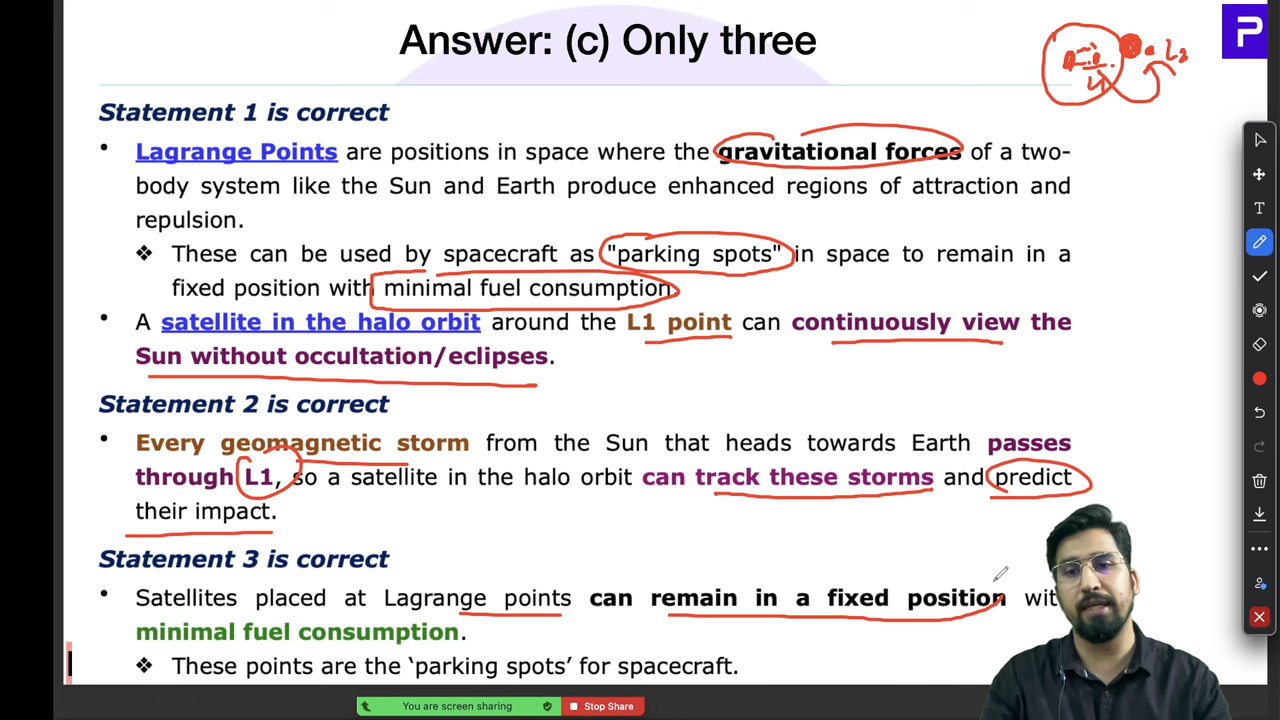 Answer: (c) Only three
P
L2
L1
Statement 1 is correct
• Lagrange Points are positions in space where the gravitational forces of a two-
body system like the Sun and Earth produce enhanced regions of attraction and
repulsion.
❖ These can be used by spacecraft as "parking spots" in space to remain in a
fixed position with minimal fuel consumption
• A satellite in the halo orbit around the L1 point can continuously view the
Sun without occultation/eclipses.
Statement 2 is correct
• Every geomagnetic storm from the Sun that heads towards Earth passes
through L1, so a satellite in the halo orbit can track these storms and predict
their impact.
Statement 3 is correct
• Satellites placed at Lagrange points can remain in a fixed position wit
minimal fuel consumption.
❖ These points are the ‘parking spots’ for spacecraft.
You are screen sharing
Stop Share